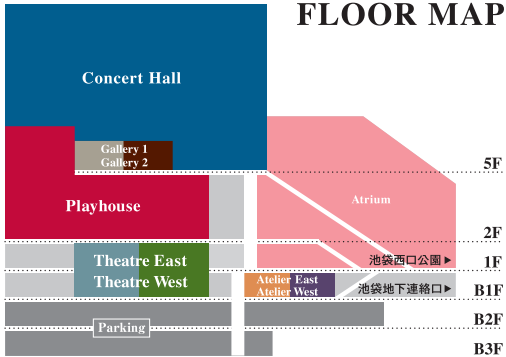 FLOOR MAP
Concert Hall
Gallery 1
Gallery 2
5F
Atrium
Playhouse
2F
Theatre East
Theatre West
池袋西口公園▶
1F
Atelier East
Atelier West
池袋地下連絡口▶
B1F
B2F
Parking
B3F